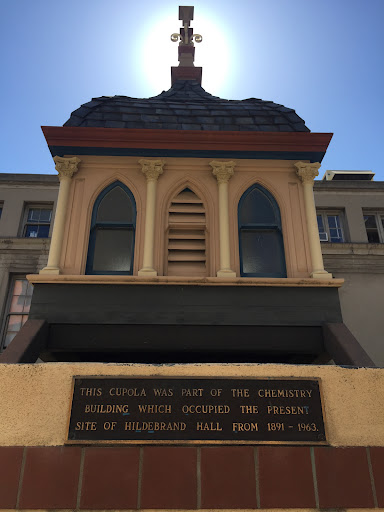 THIS CUPOLA WAS PART OF THE CHEMISTRY
BUILDING WHICH OCCUPIED THE PRESENT
SITE OF HILDEBRAND HALL FROM 1891 - 1963.